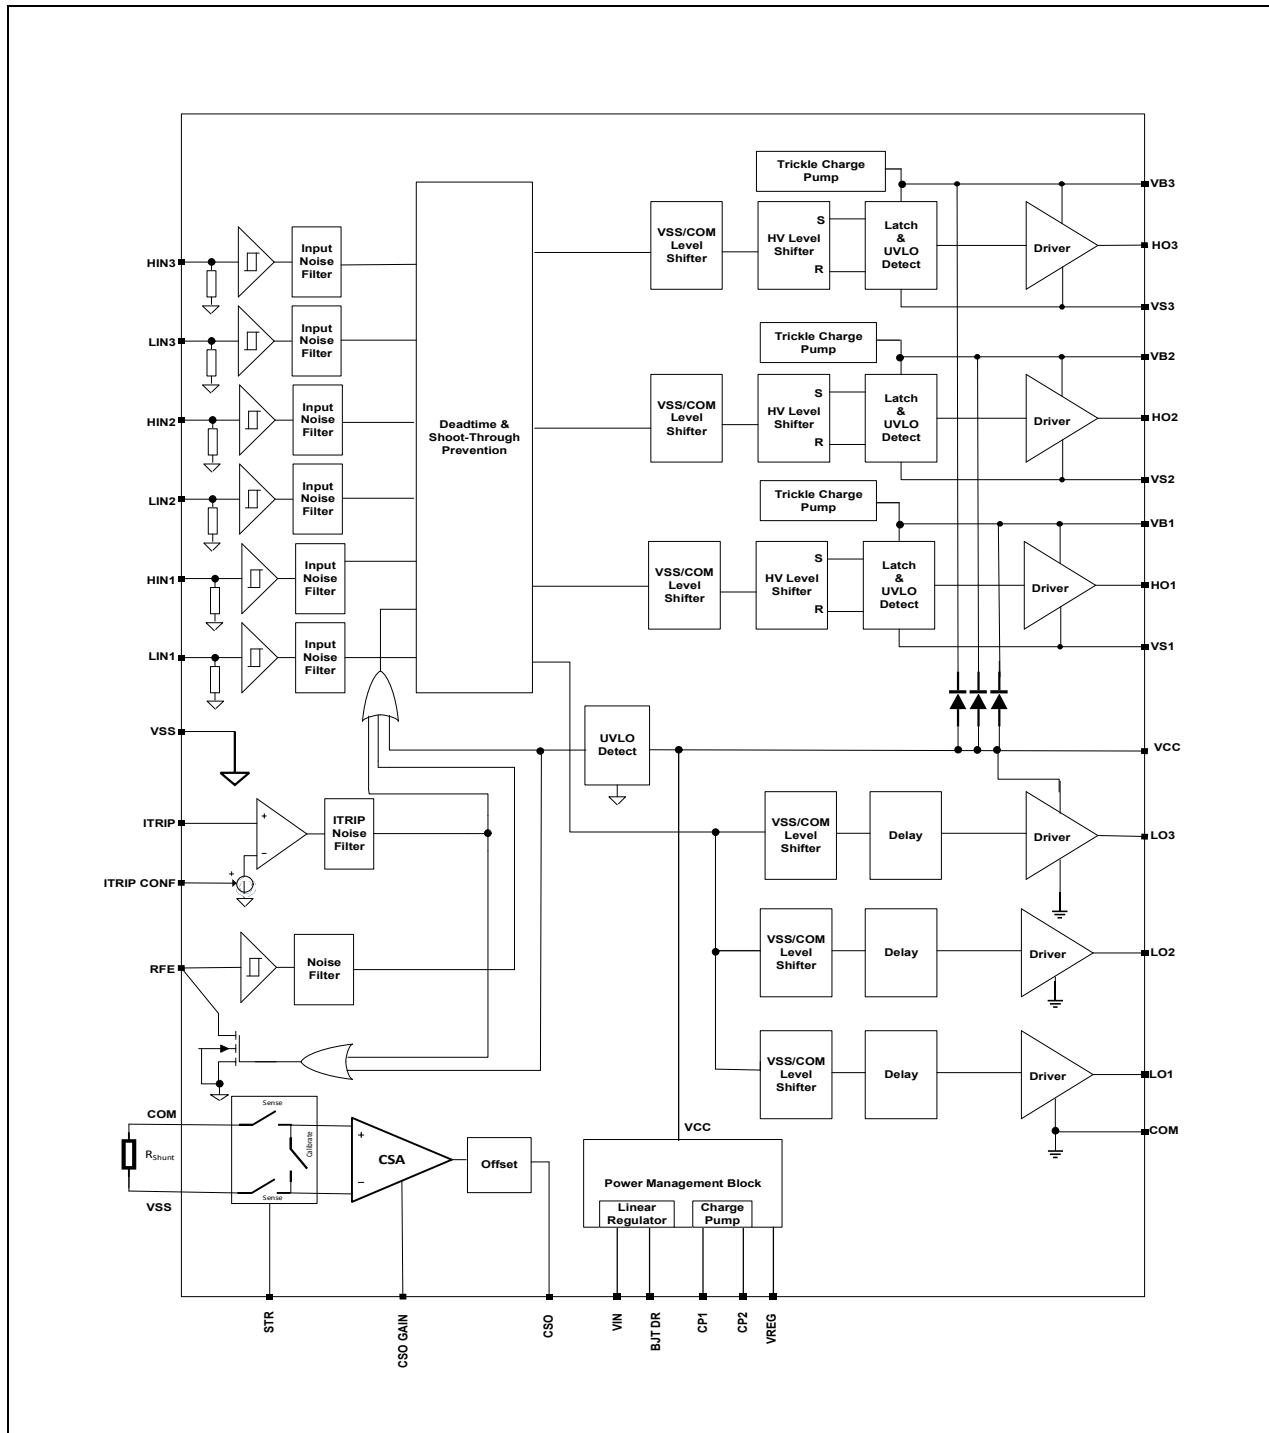 Trickle Charge
Pump
VB3
HIN3
Input
Noise
Filter
VSS/COM
Level
Shifter
S
HV Level
Shifter
R
Latch
&
UVLO
Detect
Driver
HO3
VS3
LIN3
Input
Noise
Filter
Trickle Charge
Pump
VB2
HIN2
Input
Noise
Filter
Deadtime &
Shoot-Through
Prevention
VSS/COM
Level
Shifter
S
HV Level
Shifter
R
Latch
&
UVLO
Detect
Driver
HO2
VS2
LIN2
Input
Noise
Filter
Trickle Charge
Pump
VB1
HIN1
Input
Noise
Filter
VSS/COM
Level
Shifter
S
HV Level
Shifter
R
Latch
&
UVLO
Detect
Driver
HO1
VS1
LIN1
Input
Noise
Filter
VSS
UVLO
Detect
VCC
ITRIP
+
−
ITRIP
Noise
Filter
VSS/COM
Level
Shifter
Delay
Driver
LO3
ITRIP CONF
+
RFE
Noise
Filter
VSS/COM
Level
Shifter
Delay
Driver
LO2
VSS/COM
Level
Shifter
Delay
Driver
LO1
COM
COM
Sense
Calibrate
Sense
RShunt
VSS
+
CSA
−
Offset
VCC
Power Management Block
Linear
Regulator
Charge
Pump
STR
CSO GAIN
CSO
VIN
BJT DR
CP1
CP2
VREG